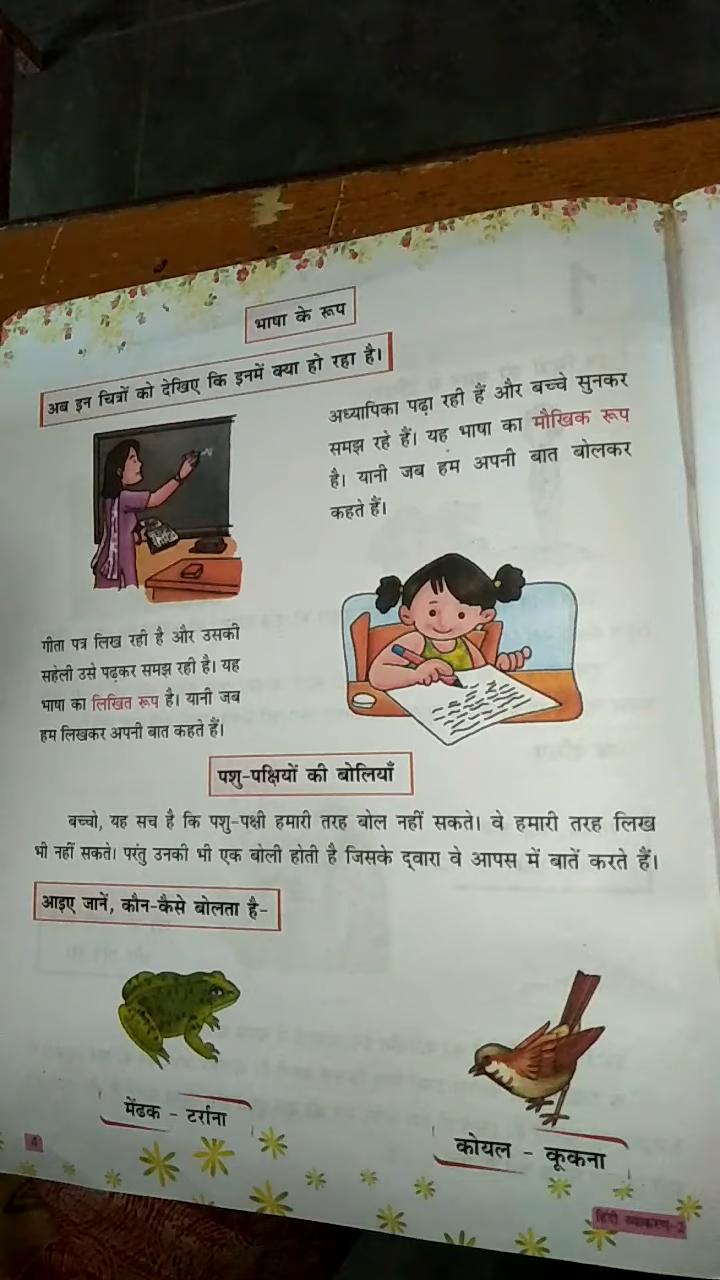 भाषा के रूप
अब इन चित्रों को देखिए कि इनमें क्या हो रहा है।
अध्यापिका पढ़ा रही हैं और बच्चे सुनकर
समझ रहे हैं। यह भाषा का मौखिक रूप
है। यानी जब हम अपनी बात बोलकर
कहते हैं।
गीता पत्र लिख रही है और उसकी
सहेली उसे पढ़कर समझ रही है। यह
भाषा का लिखित रूप है। यानी जब
हम लिखकर अपनी बात कहते हैं।
पशु-पक्षियों की बोलियाँ
बच्चो, यह सच है कि पशु-पक्षी हमारी तरह बोल नहीं सकते। वे हमारी तरह लिख
भी नहीं सकते। परंतु उनकी भी एक बोली होती है जिसके द्वारा वे आपस में बातें करते हैं।
आइए जानें, कौन-कैसे बोलता है-
मेंढक - टर्राना
कोयल - कूकना
4
हिंदी व्याकरण-2